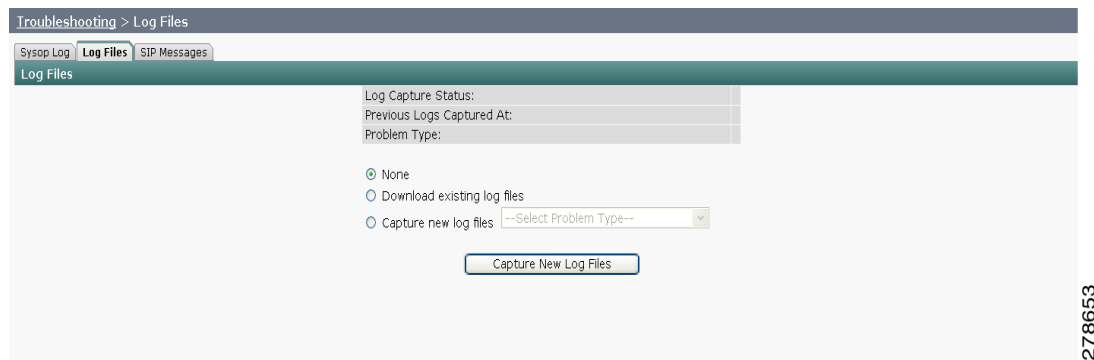 Troubleshooting > Log Files
Sysop Log Log Files SIP Messages
Log Files
Log Capture Status:
Previous Logs Captured At:
Problem Type:
None
Download existing log files
Capture new log files --Select Problem Type--
Capture New Log Files
278653